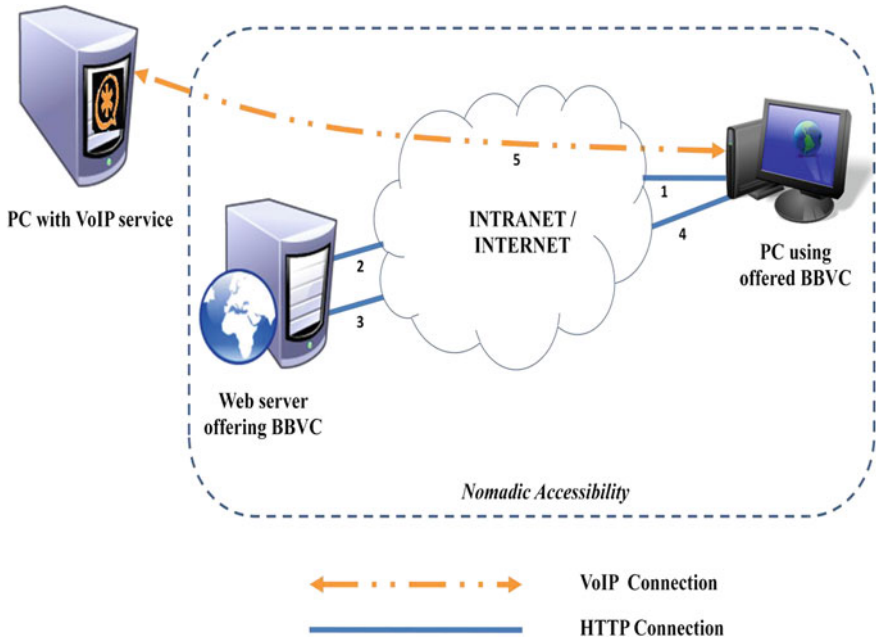 5
INTRANET /
INTERNET
1
4
2
3
PC with VoIP service
PC using
offered BBVC
Web server
offering BBVC
Nomadic Accessibility
VoIP Connection
HTTP Connection